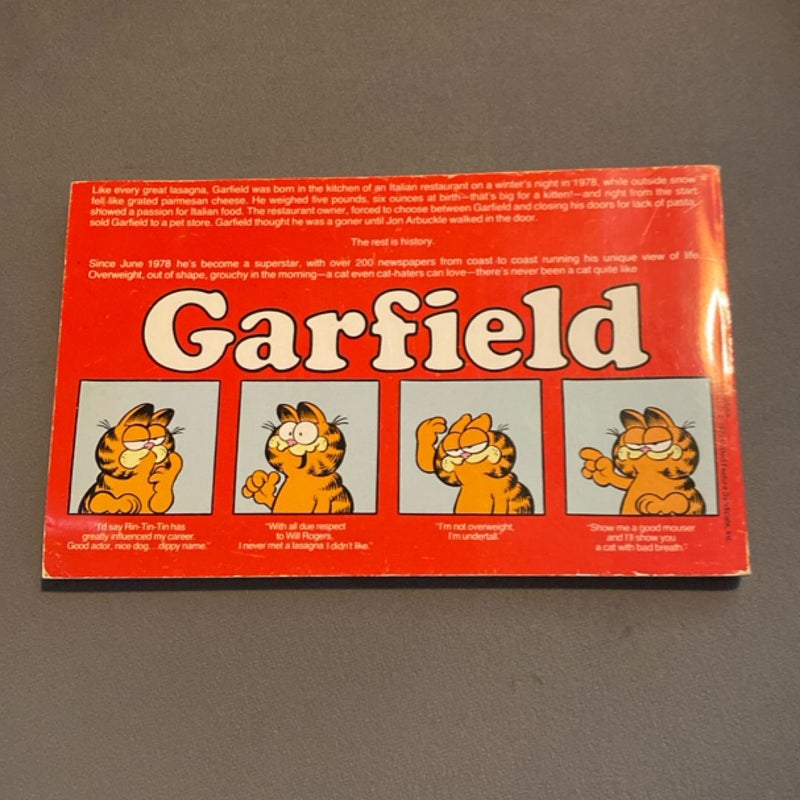 Like every great lasagna, Garfield was born in the kitchen of an Italian restaurant on a winter's night in 1978, while outside snow
fell like grated parmesan cheese. He weighed five pounds, six ounces at birth—that's big for a kitten!—and right from the start
showed a passion for Italian food. The restaurant owner, forced to choose between Garfield and closing his doors for lack of pasta,
sold Garfield to a pet store. Garfield thought he was a goner until Jon Arbuckle walked in the door.
The rest is history.
Since June 1978 he's become a superstar, with over 200 newspapers from coast to coast running his unique view of life.
Overweight, out of shape, grouchy in the morning—a cat even cat-haters can love—there's never been a cat quite like
Garfield
"I'd say Rin-Tin-Tin has
greatly influenced my career.
Good actor, nice dog...dippy name."
"With all due respect
to Will Rogers,
I never met a lasagna I didn't like."
"I'm not overweight,
I'm undertall."
"Show me a good mouser
and I'll show you
a cat with bad breath."